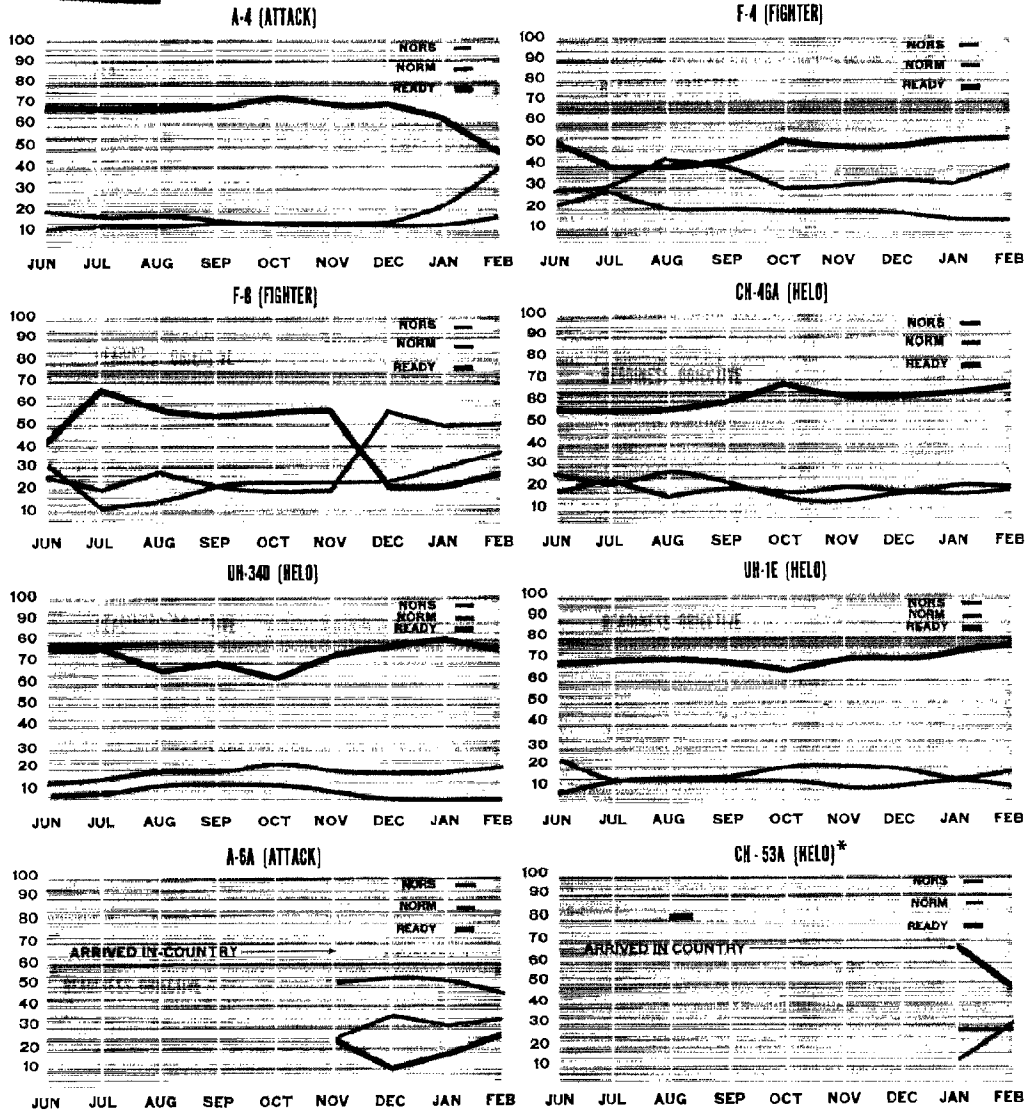 A-4 (ATTACK)
NORS
NORM
READY
100
90
80
70
60
50
40
30
20
10
JUN JUL AUG SEP OCT NOV DEC JAN FEB
F-4 (FIGHTER)
NORS
NORM
READY
100
90
80
70
60
50
40
30
20
10
JUN JUL AUG SEP OCT NOV DEC JAN FEB
F-8 (FIGHTER)
NORS
NORM
READY
100
90
80
70
60
50
40
30
20
10
JUN JUL AUG SEP OCT NOV DEC JAN FEB
CH-46A (HELO)
NORS
NORM
READY
READINESS OBJECTIVE
100
90
80
70
60
50
40
30
20
10
JUN JUL AUG SEP OCT NOV DEC JAN FEB
UH-34D (HELO)
NORS
NORM
READY
100
90
80
70
60
50
40
30
20
10
JUN JUL AUG SEP OCT NOV DEC JAN FEB
UH-1E (HELO)
NORS
NORM
READY
READINESS OBJECTIVE
100
90
80
70
60
50
40
30
20
10
JUN JUL AUG SEP OCT NOV DEC JAN FEB
A-6A (ATTACK)
NORS
NORM
READY
ARRIVED IN-COUNTRY
READINESS OBJECTIVE
100
90
80
70
60
50
40
30
20
10
JUN JUL AUG SEP OCT NOV DEC JAN FEB
CH-53A (HELO)*
NORS
NORM
READY
ARRIVED IN COUNTRY
100
90
80
70
60
50
40
30
20
10
JUN JUL AUG SEP OCT NOV DEC JAN FEB